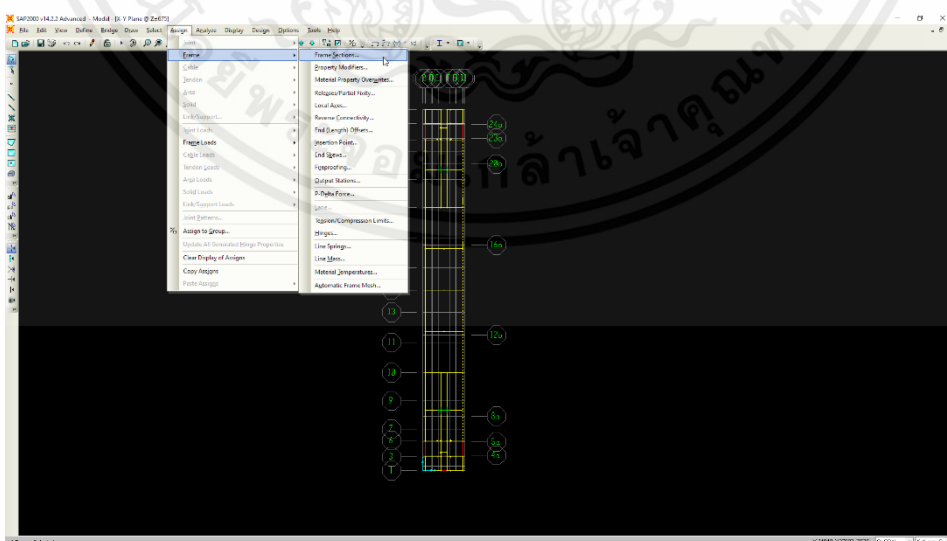 SAP2000 v14.2.2 Advanced - Model - [X-Y Plane @ Z=675]
File Edit View Define Bridge Draw Select Assign Analyze Display Design Options Tools Help
Joint
Frame
Cable
Tendon
Area
Solid
Link/Support...
Joint Loads
Frame Loads
Cable Loads
Tendon Loads
Area Loads
Solid Loads
Link/Support Loads
Joint Patterns...
Assign to Group...
Update All Generated Hinge Properties
Clear Display of Assigns
Copy Assigns
Paste Assigns
Frame Sections...
Property Modifiers...
Material Property Overwrites...
Releases/Partial Fixity...
Local Axes...
Reverse Connectivity...
End (Length) Offsets...
Insertion Point...
End Skews...
Fireproofing...
Output Stations...
P-Delta Force...
Lane...
Tension/Compression Limits...
Hinges...
Line Springs...
Line Mass...
Material Temperatures...
Automatic Frame Mesh...
24a
23a
20a
16a
13
12a
11
10
9
8a
7
6
5a
4a
3
1